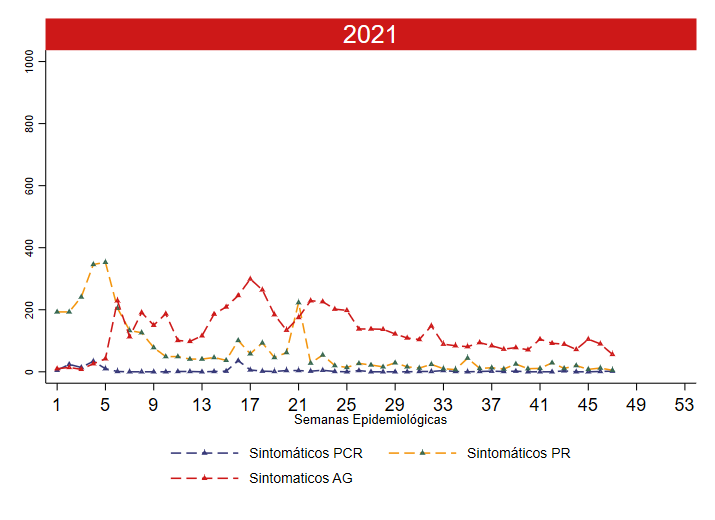 2021
1000
800
600
400
200
0
1 5 9 13 17 21 25 29 33 37 41 45 49 53
Semanas Epidemiológicas
Sintomáticos PCR Sintomáticos PR
Sintomaticos AG